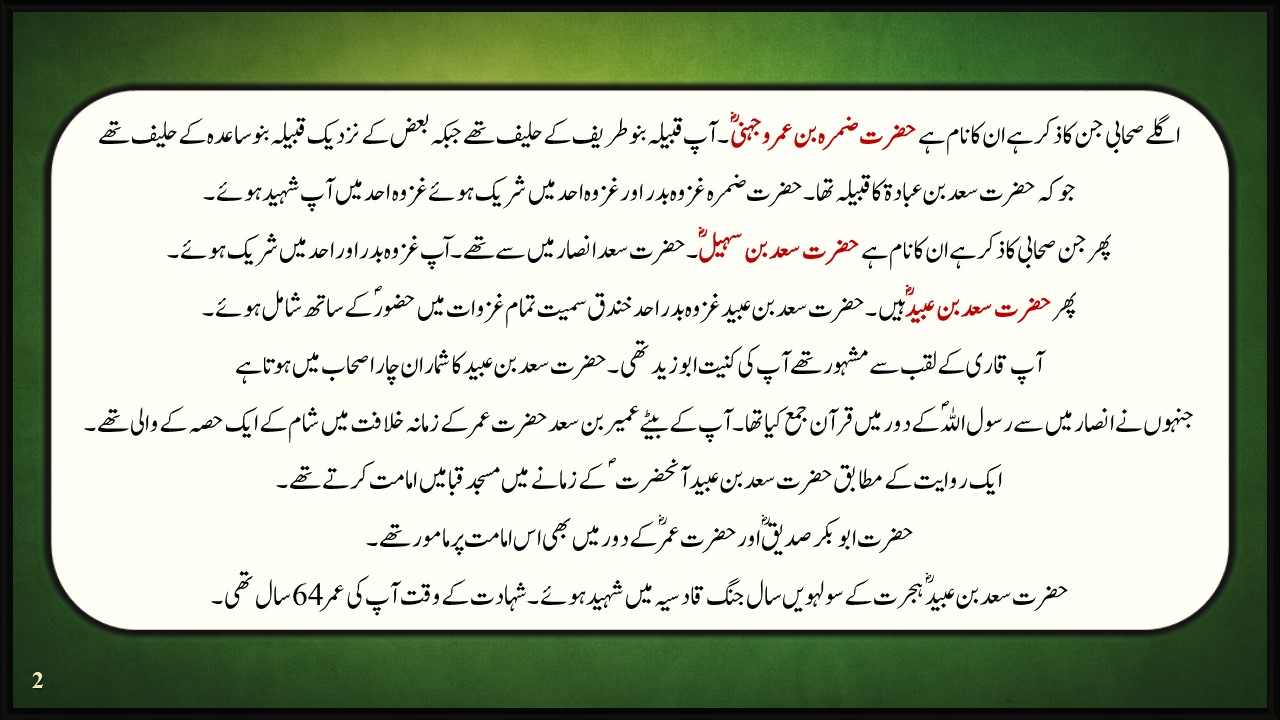 اگلے صحابی جن کا ذکر ہے ان کا نام ہے حضرت ضمرہ بن عمرو جہنیؓ۔ آپ قبیلہ بنو طریف کے حلیف تھے جبکہ بعض کے نزدیک قبیلہ بنو ساعدہ کے حلیف تھے
جو کہ حضرت سعد بن عبادۃ کا قبیلہ تھا۔ حضرت ضمرہ غزوہ بدر اور غزوہ احد میں شریک ہوئے غزوہ احد میں آپ شہید ہوئے۔
پھر جن صحابی کا ذکر ہے ان کا نام ہے حضرت سعد بن سہیلؓ۔ حضرت سعد انصار میں سے تھے۔ آپ غزوہ بدر اور احد میں شریک ہوئے۔
پھر حضرت سعد بن عبیدؓ ہیں۔ حضرت سعد بن عبید غزوہ بدر احد خندق سمیت تمام غزوات میں حضورؐ کے ساتھ شامل ہوئے۔
آپ قاری کے لقب سے مشہور تھے آپ کی کنیت ابو زید تھی۔ حضرت سعد بن عبید کا شمار ان چار اصحاب میں ہوتا ہے
جنہوں نے انصار میں سے رسول اللہؐ کے دور میں قرآن جمع کیا تھا۔ آپ کے بیٹے عمیر بن سعد حضرت عمر کے زمانہ خلافت میں شام کے ایک حصہ کے والی تھے۔
ایک روایت کے مطابق حضرت سعد بن عبید آنحضرت ؐ کے زمانے میں مسجد قبا میں امامت کرتے تھے۔
حضرت ابو بکر صدیقؓ اور حضرت عمرؓ کے دور میں بھی اس امامت پر مامور تھے۔
حضرت سعد بن عبیدؓ ہجرت کے سولہویں سال جنگ قادسیہ میں شہید ہوئے۔ شہادت کے وقت آپ کی عمر 64 سال تھی۔
2